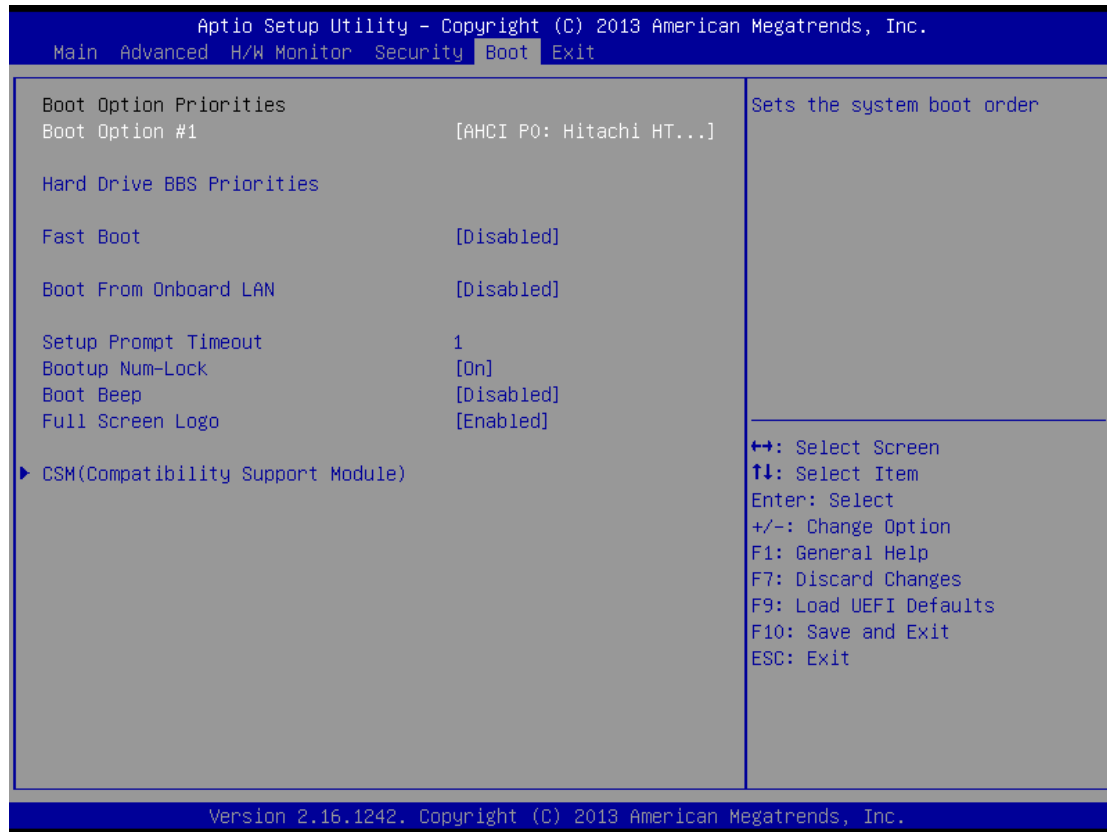 Aptio Setup Utility – Copyright (C) 2013 American Megatrends, Inc.
Main Advanced H/W Monitor Security Boot Exit
Boot Option Priorities
Boot Option #1 [AHCI P0: Hitachi HT...]
Hard Drive BBS Priorities
Fast Boot [Disabled]
Boot From Onboard LAN [Disabled]
Setup Prompt Timeout 1
Bootup Num-Lock [On]
Boot Beep [Disabled]
Full Screen Logo [Enabled]
▶ CSM(Compatibility Support Module)
Sets the system boot order
↔: Select Screen
↑↓: Select Item
Enter: Select
+/-: Change Option
F1: General Help
F7: Discard Changes
F9: Load UEFI Defaults
F10: Save and Exit
ESC: Exit
Version 2.16.1242. Copyright (C) 2013 American Megatrends, Inc.